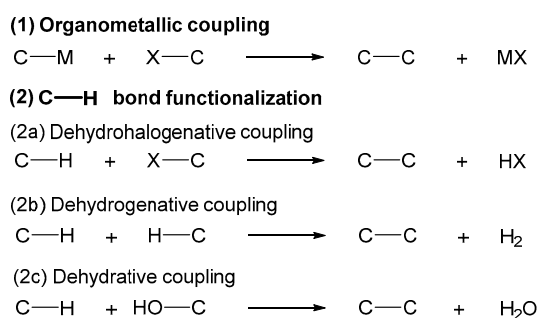 (1) Organometallic coupling
C—M + X—C ⟶ C—C + MX
(2) C—H bond functionalization
(2a) Dehydrohalogenative coupling
C—H + X—C ⟶ C—C + HX
(2b) Dehydrogenative coupling
C—H + H—C ⟶ C—C + H₂
(2c) Dehydrative coupling
C—H + HO—C ⟶ C—C + H₂O